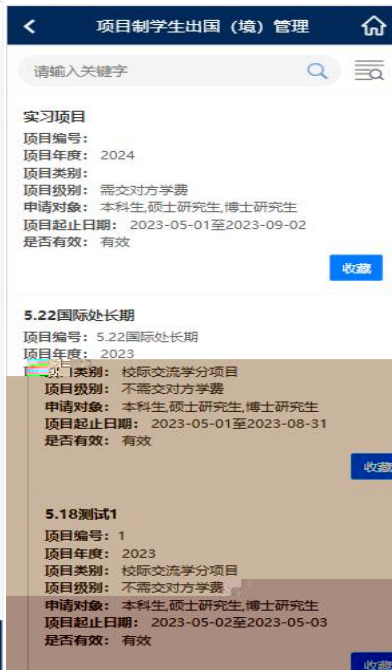 项目制学生出国（境）管理
请输入关键字
实习项目
项目编号：
项目年度： 2024
项目类别：
项目级别： 需交对方学费
申请对象： 本科生,硕士研究生,博士研究生
项目起止日期： 2023-05-01至2023-09-02
是否有效： 有效
收藏
5.22国际处长期
项目编号： 5.22国际处长期
项目年度： 2023
类别： 校际交流学分项目
项目级别： 不需交对方学费
申请对象： 本科生,硕士研究生,博士研究生
项目起止日期： 2023-05-01至2023-08-31
是否有效： 有效
收藏
5.18测试1
项目编号： 1
项目年度： 2023
项目类别： 校际交流学分项目
项目级别： 不需交对方学费
申请对象： 本科生,硕士研究生,博士研究生
项目起止日期： 2023-05-02至2023-05-03
是否有效： 有效
收藏